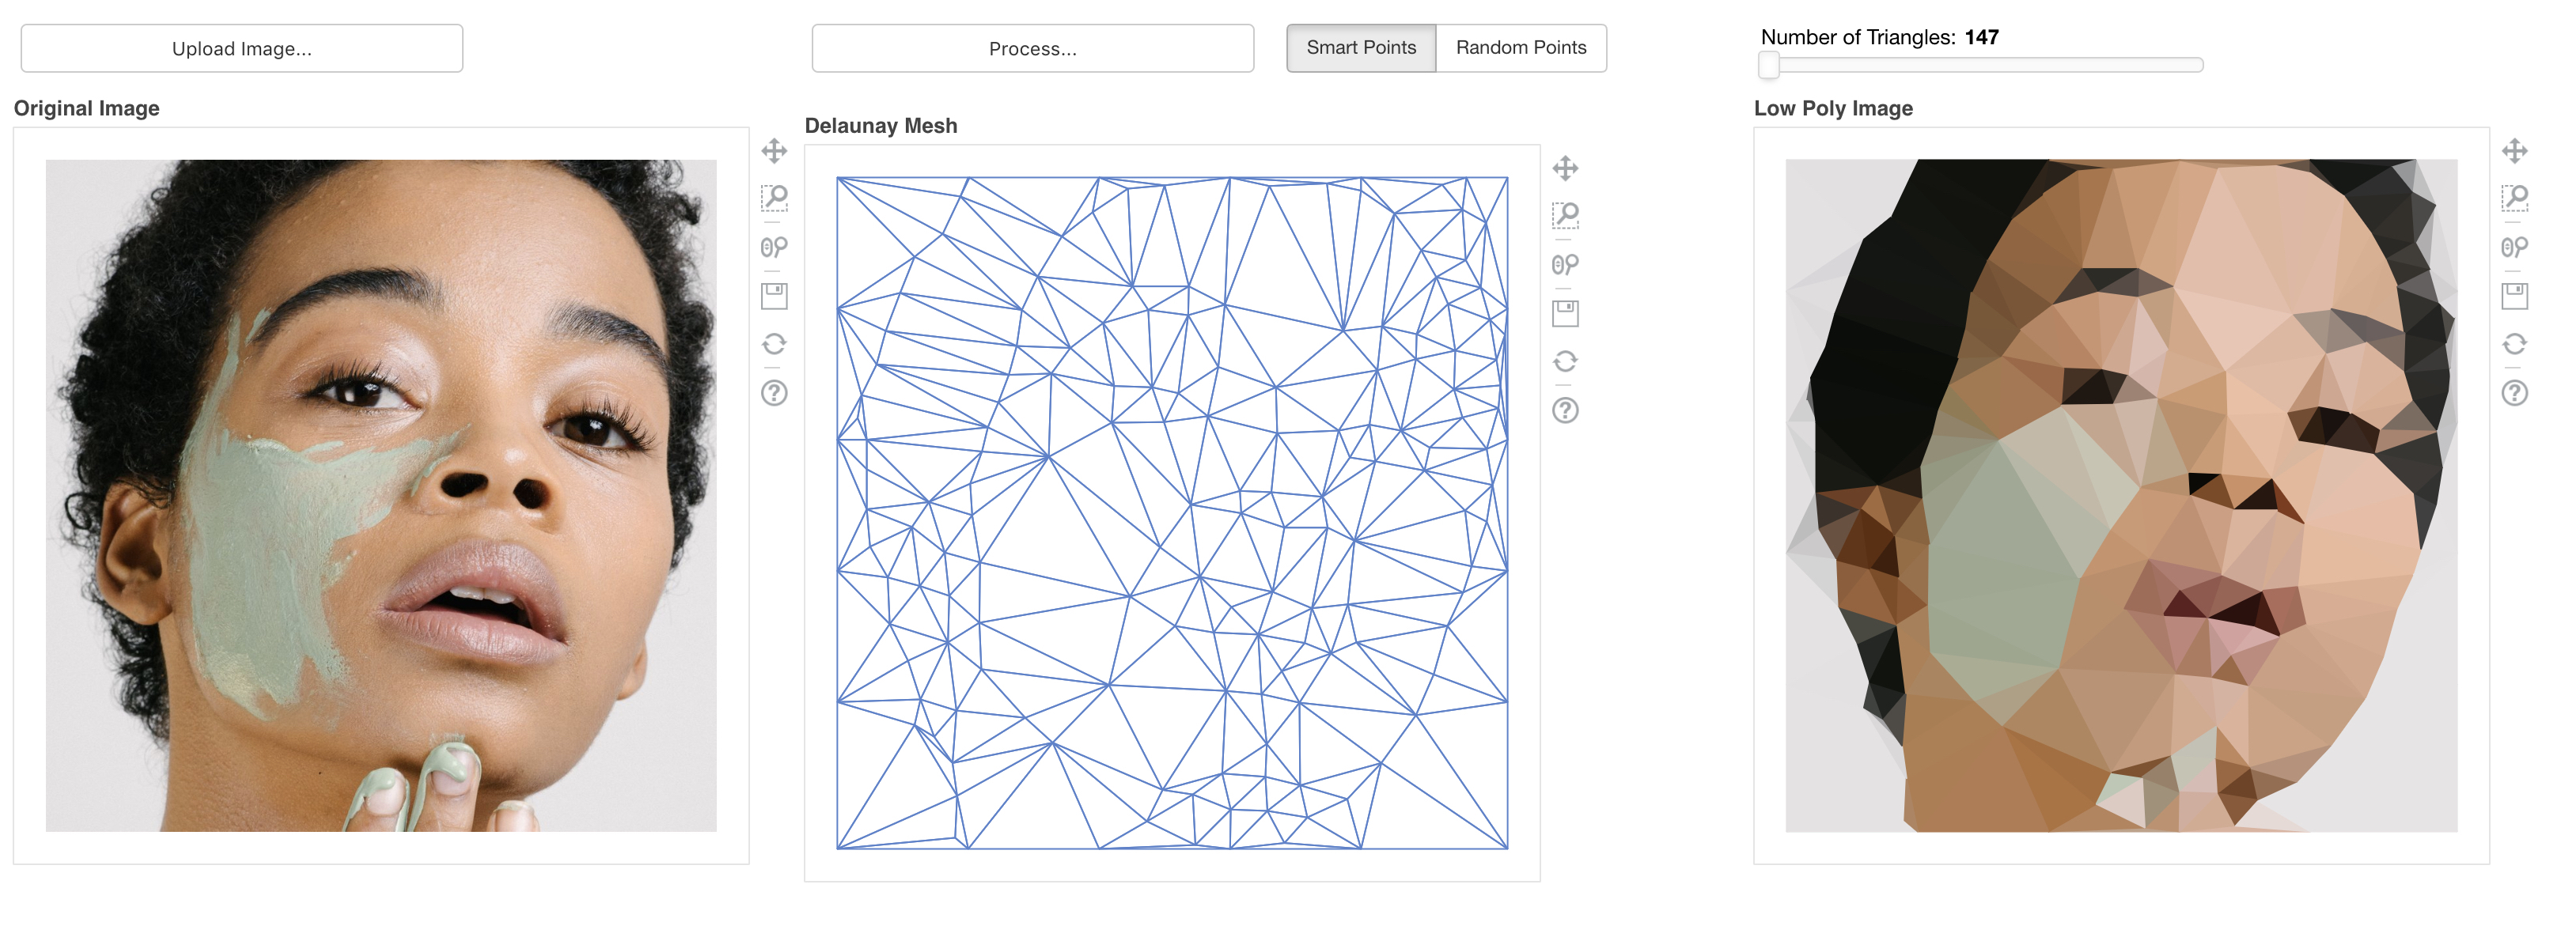 Upload Image...
Process...
Smart Points
Random Points
Number of Triangles: 147
Original Image
Delaunay Mesh
Low Poly Image